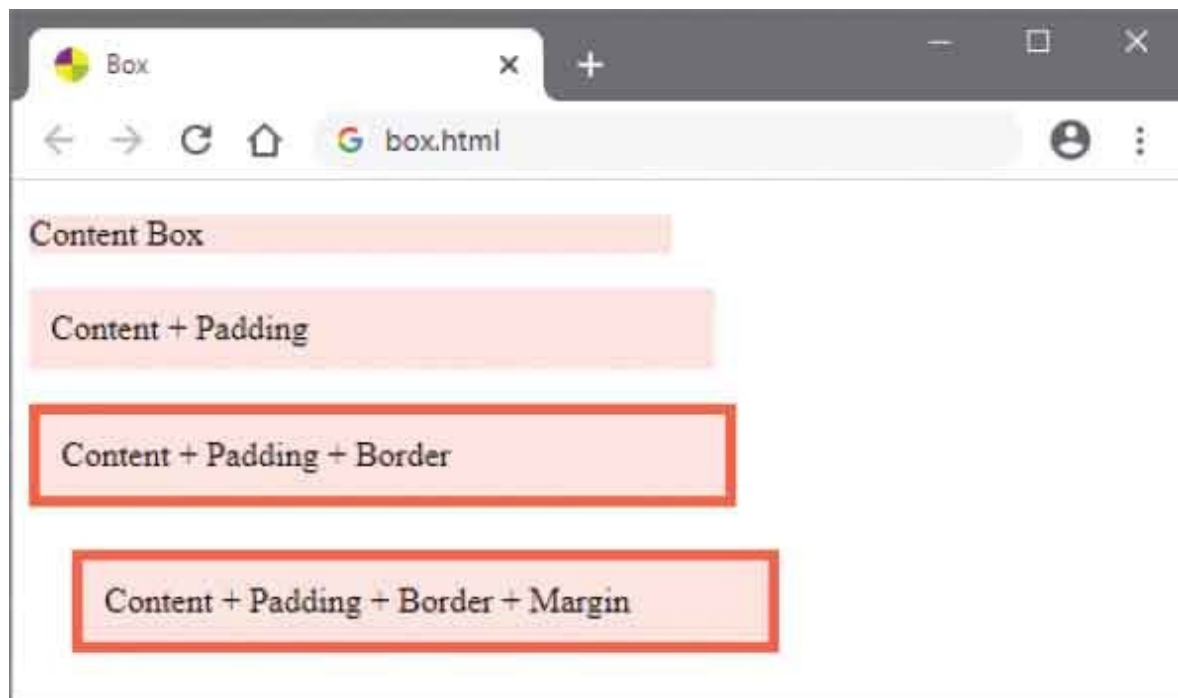 Box
box.html
Content Box
Content + Padding
Content + Padding + Border
Content + Padding + Border + Margin